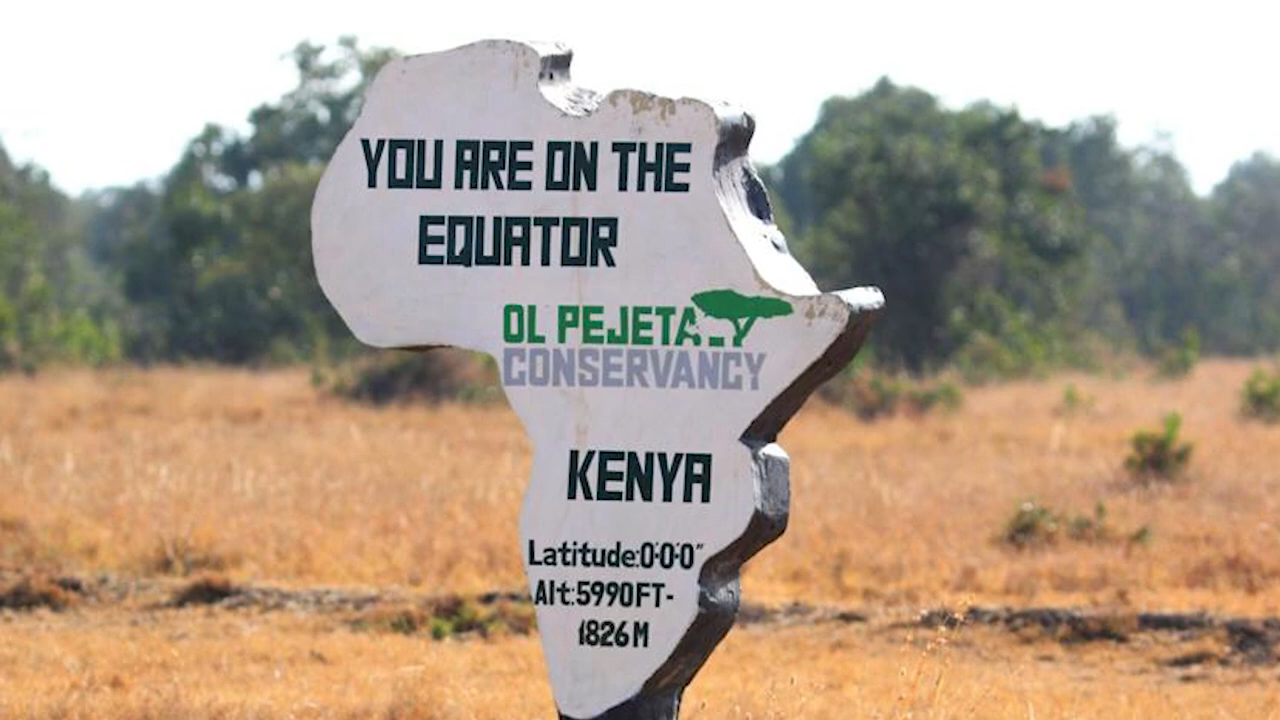 YOU ARE ON THE
EQUATOR
OL PEJETA
CONSERVANCY
KENYA
Latitude:0·0·0"
Alt:5990FT-
1826M